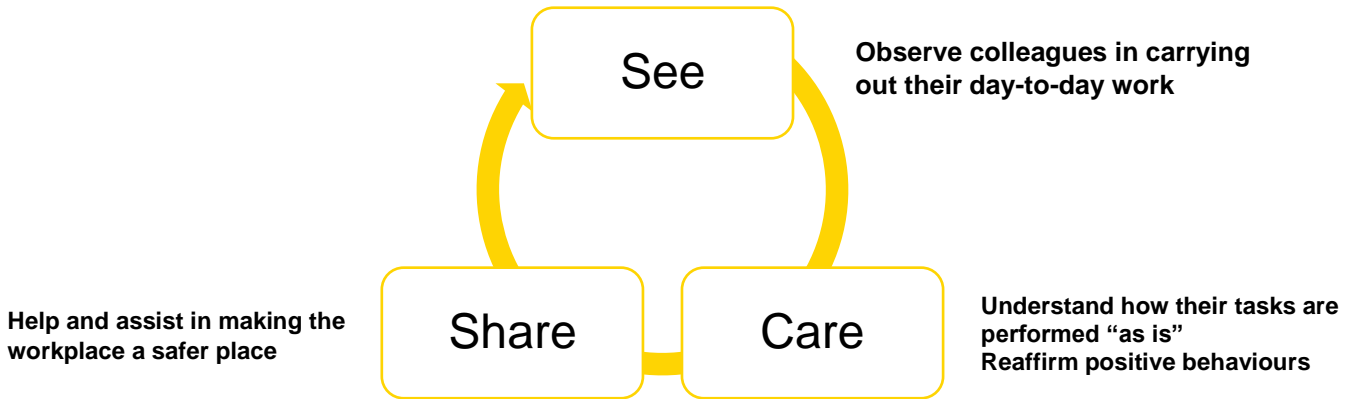 See
Observe colleagues in carrying
out their day-to-day work
Share
Care
Help and assist in making the
workplace a safer place
Understand how their tasks are
performed “as is”
Reaffirm positive behaviours